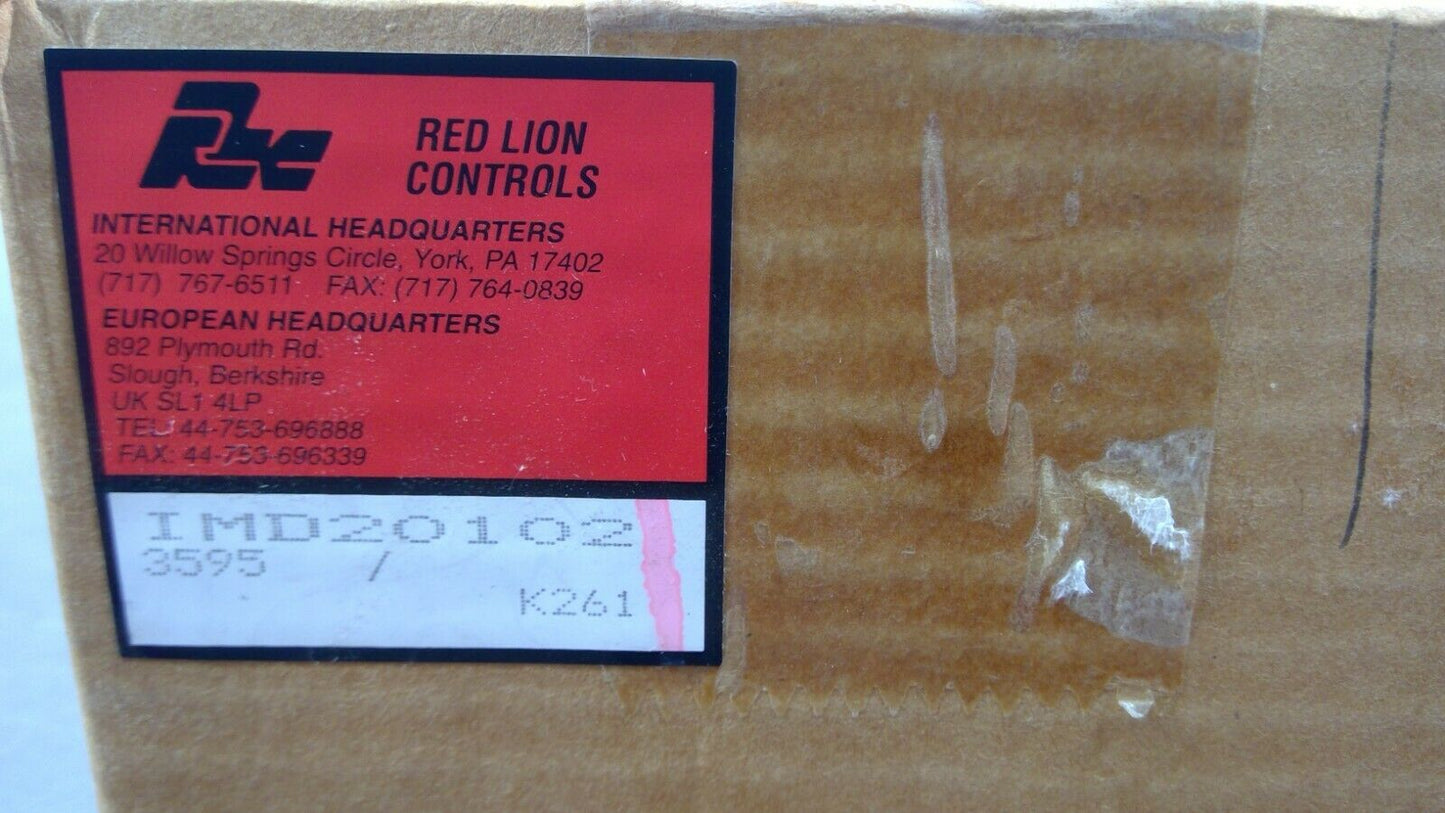 Rlc
RED LION
CONTROLS
INTERNATIONAL HEADQUARTERS
20 Willow Springs Circle, York, PA 17402
(717) 767-6511 FAX: (717) 764-0839
EUROPEAN HEADQUARTERS
892 Plymouth Rd.
Slough, Berkshire
UK SL1 4LP
TEL: 44-753-696888
FAX: 44-753-696339
IMD20102
3595 /
K261